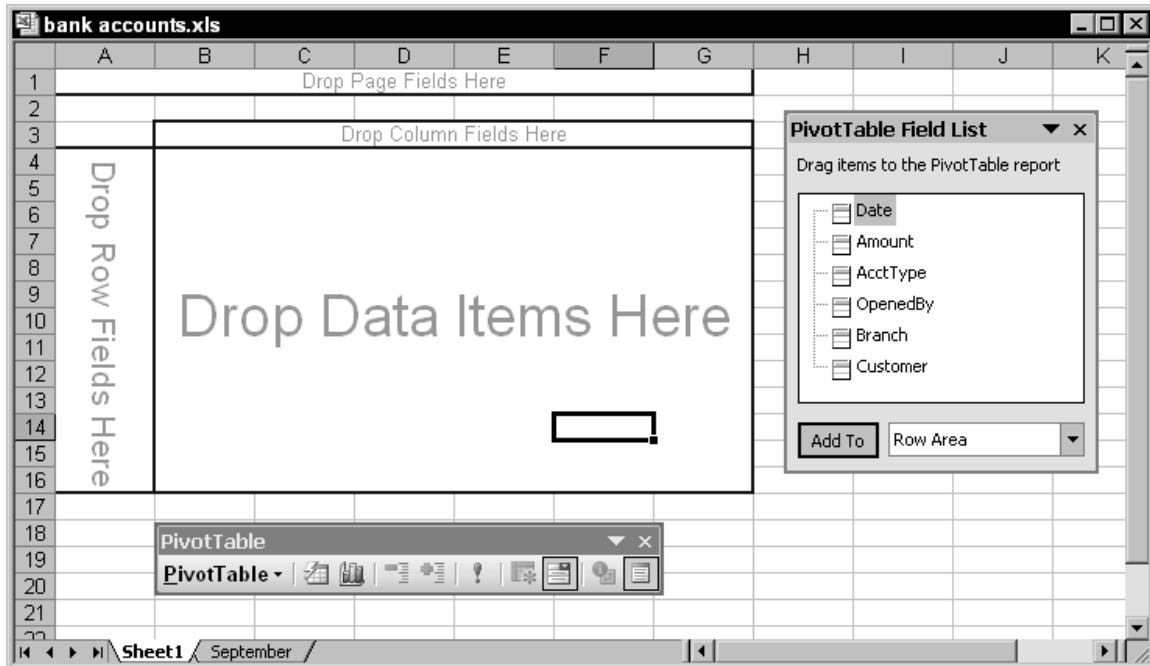 bank accounts.xls
A B C D E F G H I J K
1 Drop Page Fields Here
2
3 Drop Column Fields Here
PivotTable Field List
Drag items to the PivotTable report
Date
Amount
AcctType
OpenedBy
Branch
Customer
Add To Row Area
4
5
6
7
8
9
10
11
12
13
14
15
16
Drop Row Fields Here
Drop Data Items Here
17
18
19
20
21
22
PivotTable
PivotTable
Sheet1 September